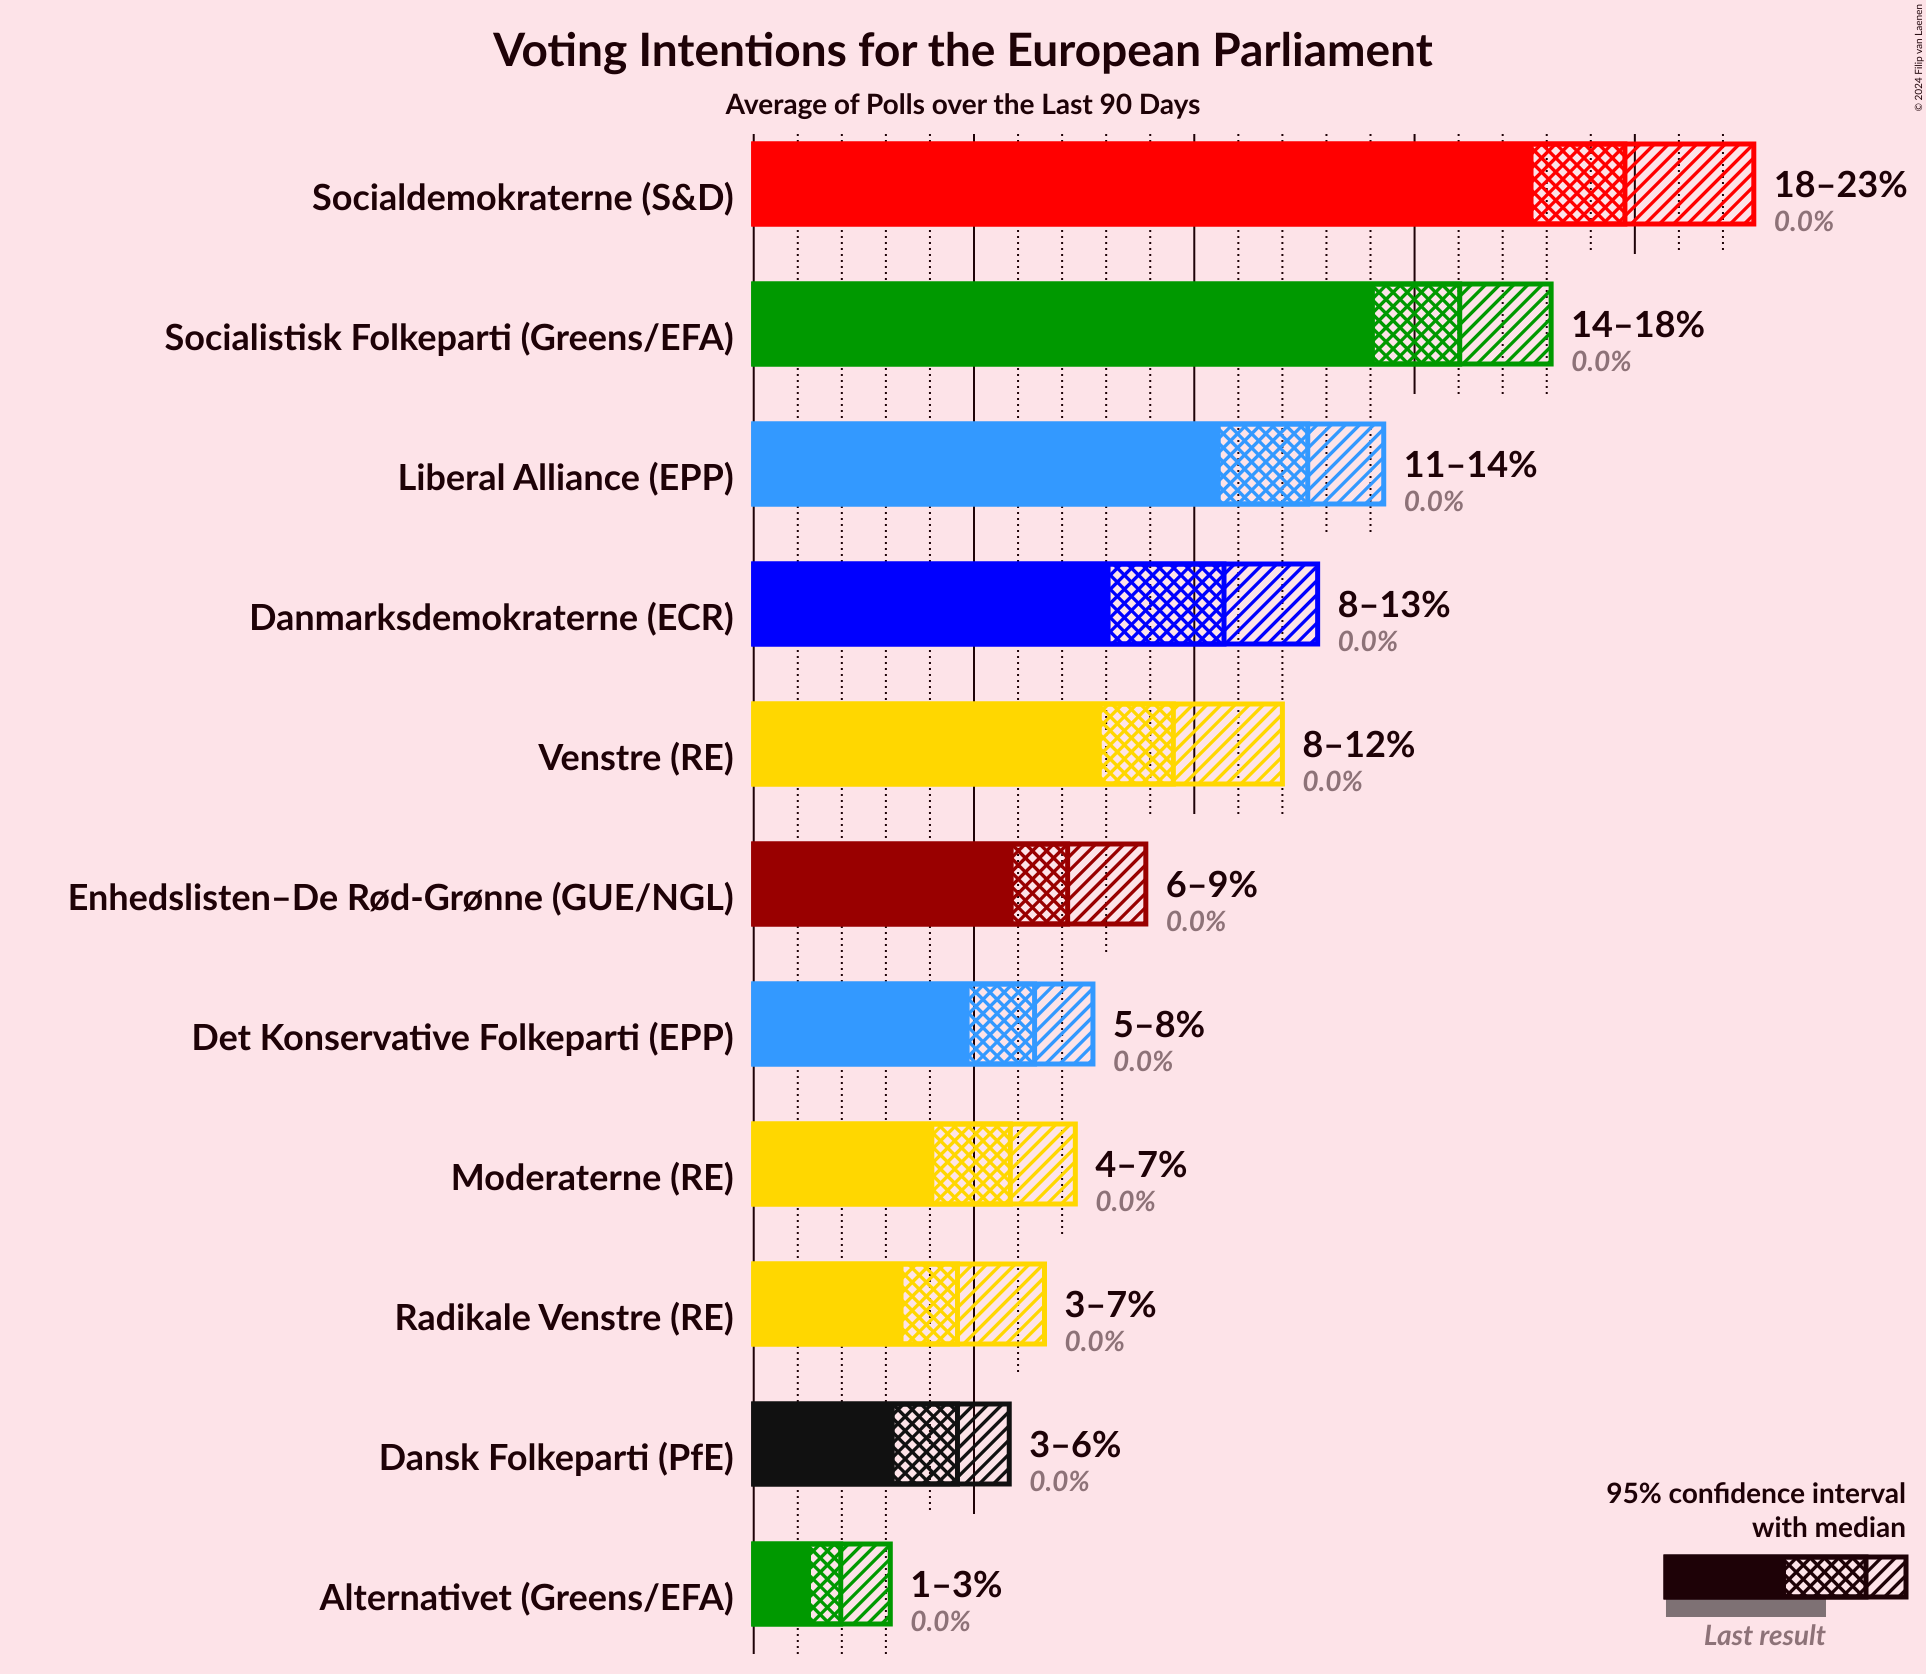 Voting Intentions for the European Parliament
Average of Polls over the Last 90 Days
© 2024 Filip van Laenen
Socialdemokraterne (S&D)
18–23%
0.0%
Socialistisk Folkeparti (Greens/EFA)
14–18%
0.0%
Liberal Alliance (EPP)
11–14%
0.0%
Danmarksdemokraterne (ECR)
8–13%
0.0%
Venstre (RE)
8–12%
0.0%
Enhedslisten–De Rød-Grønne (GUE/NGL)
6–9%
0.0%
Det Konservative Folkeparti (EPP)
5–8%
0.0%
Moderaterne (RE)
4–7%
0.0%
Radikale Venstre (RE)
3–7%
0.0%
Dansk Folkeparti (PfE)
3–6%
0.0%
Alternativet (Greens/EFA)
1–3%
0.0%
95% confidence interval
with median
Last result